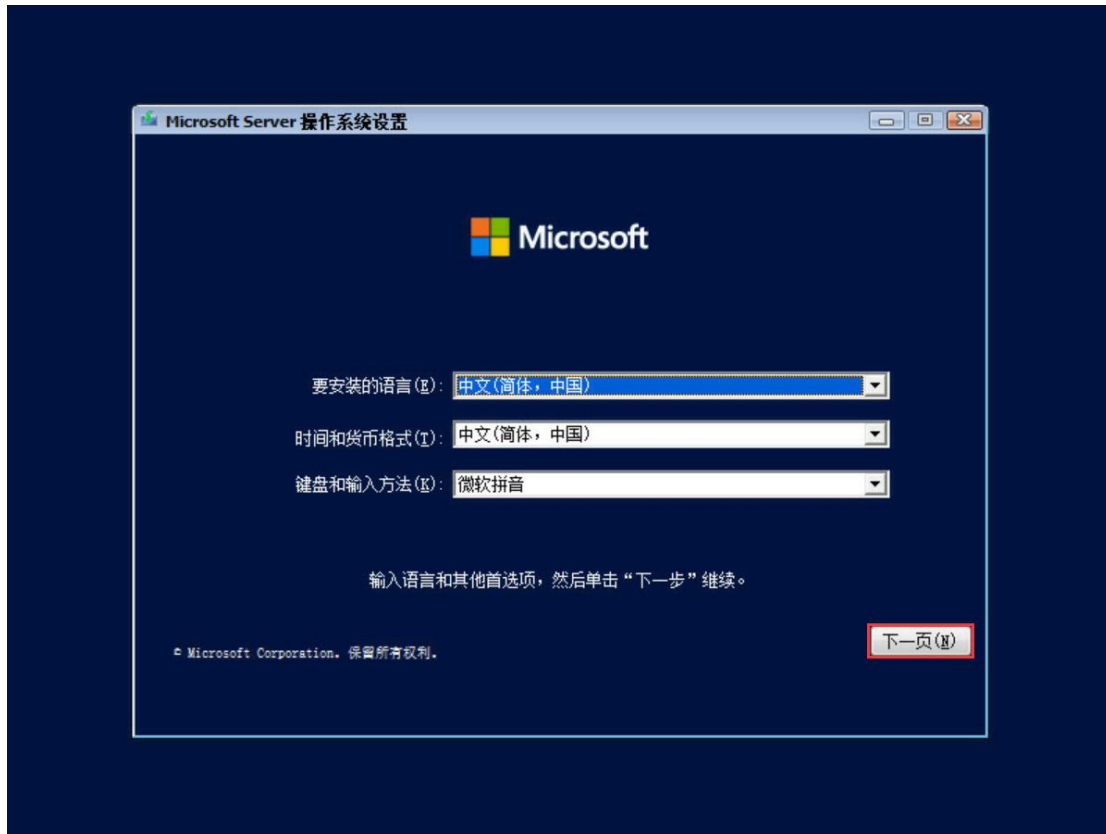 Microsoft Server 操作系统设置
Microsoft
要安装的语言(E): 中文(简体，中国)
时间和货币格式(T): 中文(简体，中国)
键盘和输入方法(K): 微软拼音
输入语言和其他首选项，然后单击“下一步”继续。
下一页(N)
© Microsoft Corporation。保留所有权利。